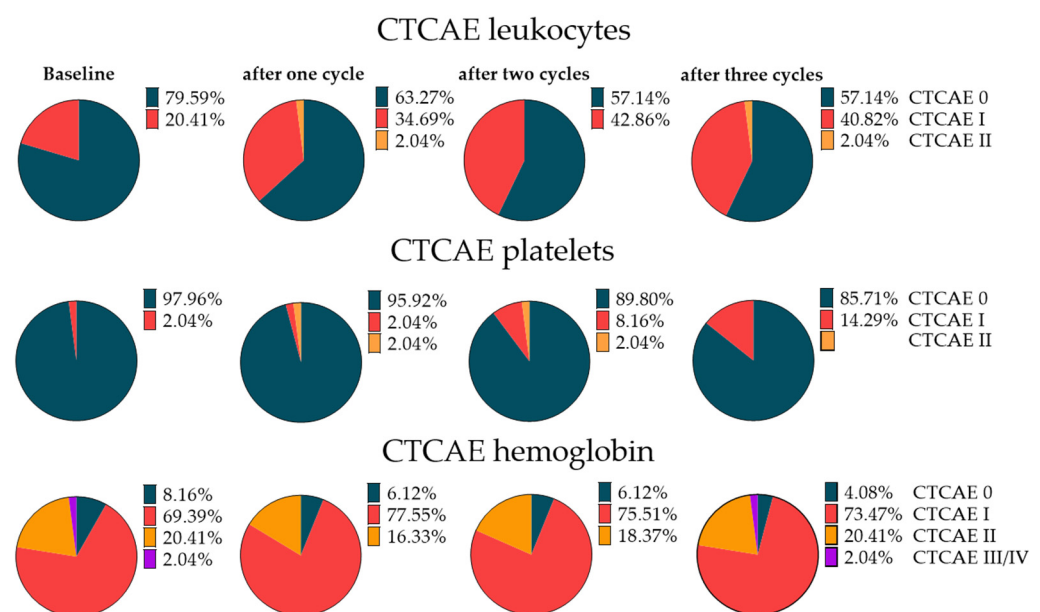 CTCAE leukocytes
Baseline after one cycle after two cycles after three cycles
79.59% 63.27% 57.14% 57.14% CTCAE 0
20.41% 34.69% 42.86% 40.82% CTCAE I
2.04% 2.04% CTCAE II
CTCAE platelets
97.96% 95.92% 89.80% 85.71% CTCAE 0
2.04% 2.04% 8.16% 14.29% CTCAE I
2.04% 2.04% CTCAE II
CTCAE hemoglobin
8.16% 6.12% 6.12% 4.08% CTCAE 0
69.39% 77.55% 75.51% 73.47% CTCAE I
20.41% 16.33% 18.37% 20.41% CTCAE II
2.04% 2.04% CTCAE III/IV